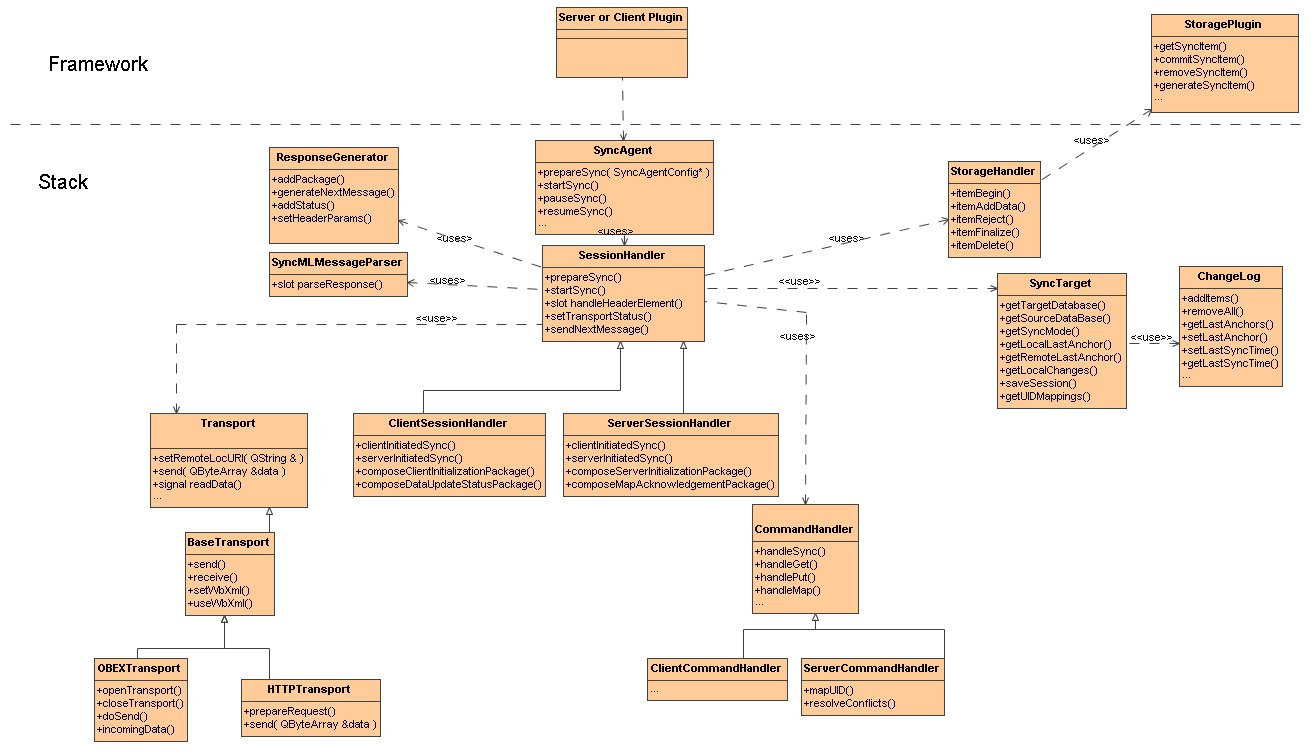 Framework
Server or Client Plugin
StoragePlugin
+getSyncItem()
+commitSyncItem()
+removeSyncItem()
+generateSyncItem()
...
<uses>
Stack
ResponseGenerator
+addPackage()
+generateNextMessage()
+addStatus()
+setHeaderParams()
SyncAgent
+prepareSync( SyncAgentConfig* )
+startSync()
+pauseSync()
+resumeSync()
...
<uses>
StorageHandler
+itemBegin()
+itemAddData()
+itemReject()
+itemFinalize()
+itemDelete()
<uses>
<uses>
SyncMLMessageParser
+slot parseResponse()
<uses>
SessionHandler
+prepareSync()
+startSync()
+slot handleHeaderElement()
+setTransportStatus()
+sendNextMessage()
<<use>>
<<uses>>
<uses>
SyncTarget
+getTargetDatabase()
+getSourceDataBase()
+getSyncMode()
+getLocalLastAnchor()
+getRemoteLastAnchor()
+getLocalChanges()
+saveSession()
+getUIDMappings()
<<use>>
ChangeLog
+addItems()
+removeAll()
+getLastAnchors()
+setLastAnchor()
+setLastSyncTime()
+getLastSyncTime()
...
Transport
+setRemoteLocURI( QString & )
+send( QByteArray &data )
+signal readData()
...
ClientSessionHandler
+clientInitiatedSync()
+serverInitiatedSync()
+composeClientInitializationPackage()
+composeDataUpdateStatusPackage()
ServerSessionHandler
+clientInitiatedSync()
+serverInitiatedSync()
+composeServerInitializationPackage()
+composeMapAcknowledgementPackage()
BaseTransport
+send()
+receive()
+setWbXml()
+useWbXml()
CommandHandler
+handleSync()
+handleGet()
+handlePut()
+handleMap()
...
OBEXTransport
+openTransport()
+closeTransport()
+doSend()
+incomingData()
HTTPTransport
+prepareRequest()
+send( QByteArray &data )
ClientCommandHandler
...
ServerCommandHandler
+mapUID()
+resolveConflicts()